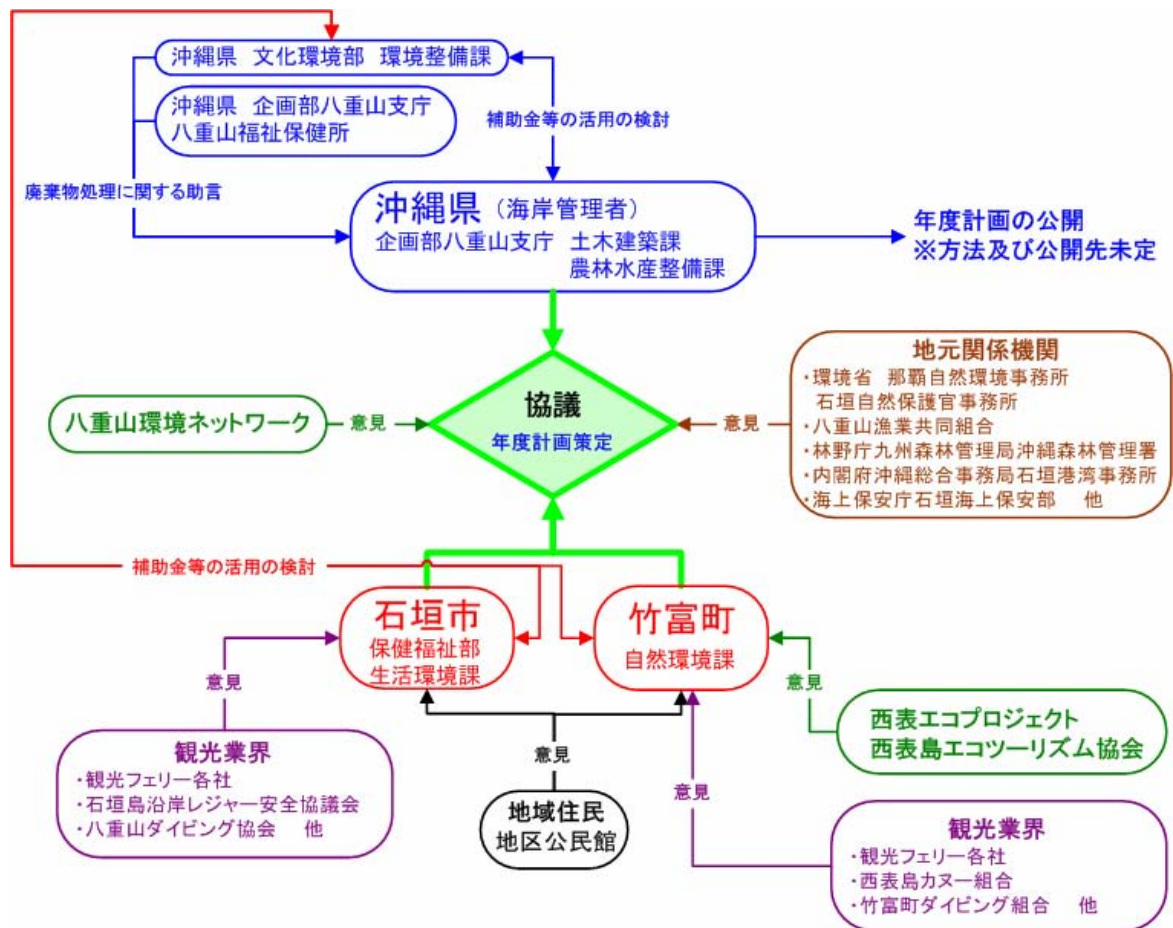 沖縄県 文化環境部 環境整備課
沖縄県 企画部八重山支庁
八重山福祉保健所
補助金等の活用の検討
廃棄物処理に関する助言
沖縄県（海岸管理者）
企画部八重山支庁 土木建築課
農林水産整備課
年度計画の公開
※方法及び公開先未定
協議
年度計画策定
八重山環境ネットワーク
意見
意見
地元関係機関
・環境省 那覇自然環境事務所
石垣自然保護官事務所
・八重山漁業共同組合
・林野庁九州森林管理局沖縄森林管理署
・内閣府沖縄総合事務局石垣港湾事務所
・海上保安庁石垣海上保安部 他
補助金等の活用の検討
石垣市
保健福祉部
生活環境課
竹富町
自然環境課
意見
観光業界
・観光フェリー各社
・石垣島沿岸レジャー安全協議会
・八重山ダイビング協会 他
意見
地域住民
地区公民館
意見
西表エコプロジェクト
西表島エコツーリズム協会
意見
観光業界
・観光フェリー各社
・西表島カヌー組合
・竹富町ダイビング組合 他